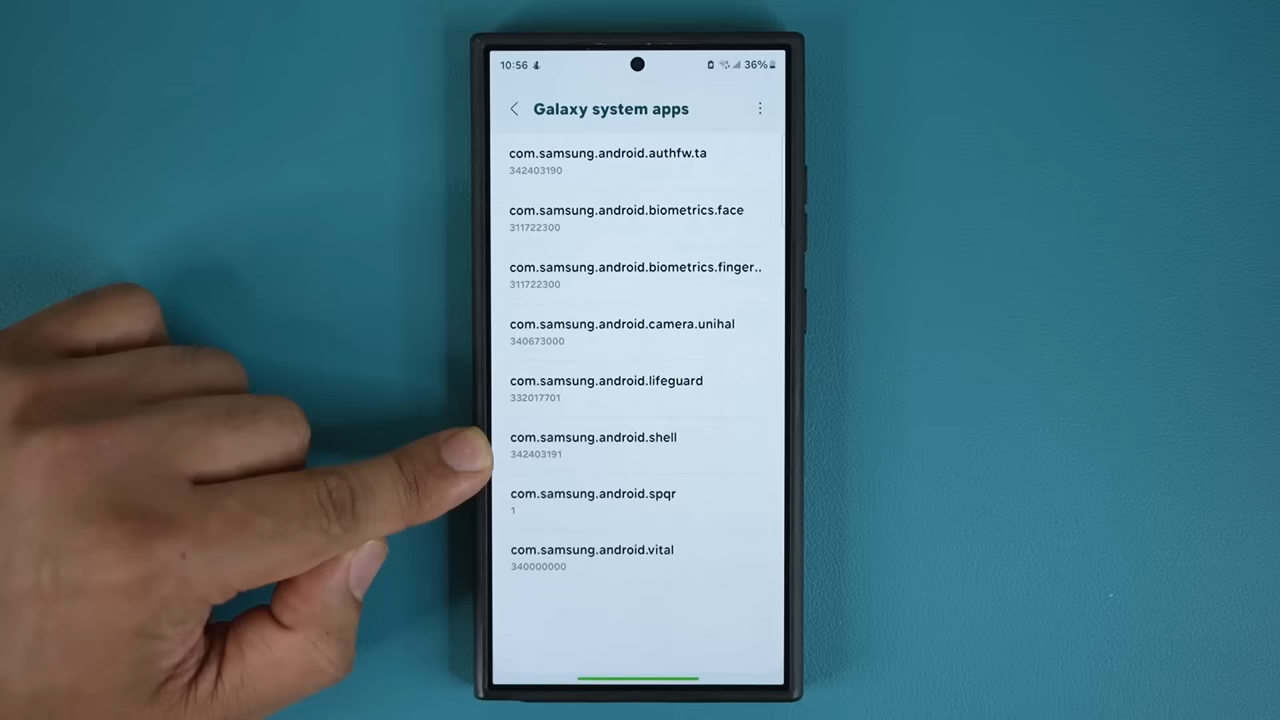 10:56 36%
Galaxy system apps
com.samsung.android.authfw.ta
342403190
com.samsung.android.biometrics.face
311722300
com.samsung.android.biometrics.finger..
311722300
com.samsung.android.camera.unihal
340673000
com.samsung.android.lifeguard
332017701
com.samsung.android.shell
342403191
com.samsung.android.spqr
1
com.samsung.android.vital
340000000